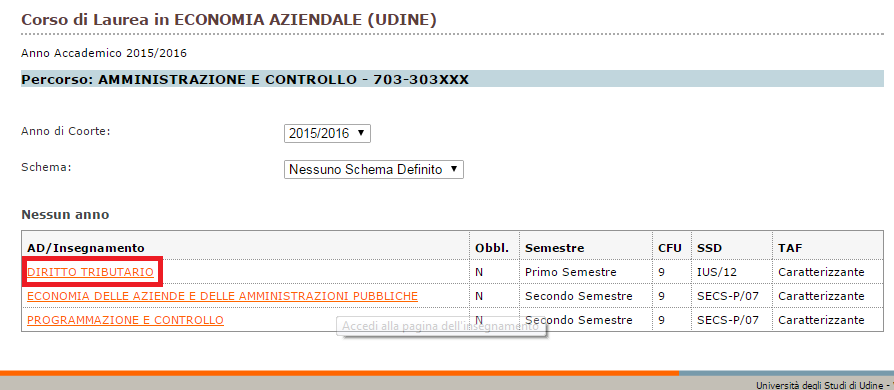 Corso di Laurea in ECONOMIA AZIENDALE (UDINE)
Anno Accademico 2015/2016
Percorso: AMMINISTRAZIONE E CONTROLLO - 703-303XXX
Anno di Coorte: 2015/2016
Schema: Nessuno Schema Definito
Nessun anno
AD/Insegnamento Obbl. Semestre CFU SSD TAF
DIRITTO TRIBUTARIO N Primo Semestre 9 IUS/12 Caratterizzante
ECONOMIA DELLE AZIENDE E DELLE AMMINISTRAZIONI PUBBLICHE N Secondo Semestre 9 SECS-P/07 Caratterizzante
PROGRAMMAZIONE E CONTROLLO N Secondo Semestre 9 SECS-P/07 Caratterizzante
Accedi alla pagina dell'insegnamento
Università degli Studi di Udine -